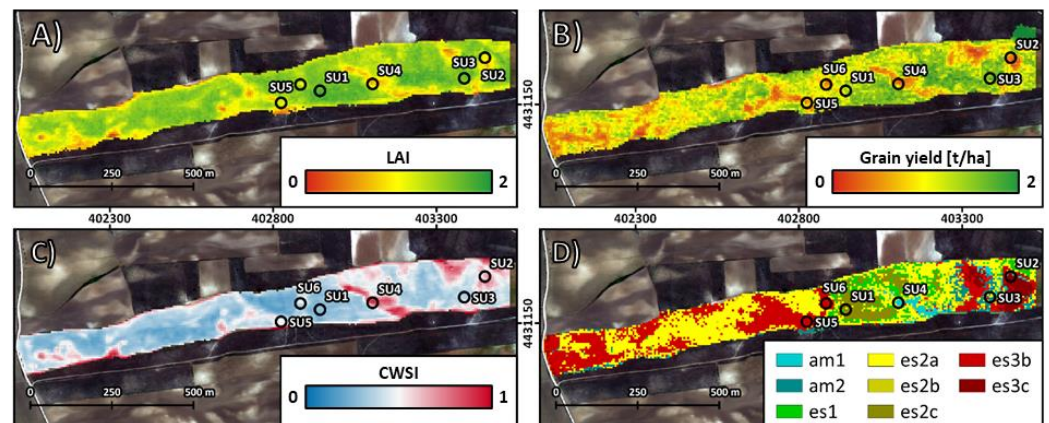 A)
SU5
SU1
SU4
SU3
SU2
LAI
0
2
0
250
500 m
B)
SU6
SU5
SU1
SU4
SU3
SU2
Grain yield [t/ha]
0
2
0
250
500 m
4431150
402300
402800
403300
402300
402800
403300
C)
SU6
SU5
SU1
SU4
SU3
SU2
CWSI
0
1
0
250
500 m
D)
SU6
SU5
SU1
SU4
SU3
SU2
am1
es2a
es3b
am2
es2b
es3c
es1
es2c
0
250
500 m
4431150